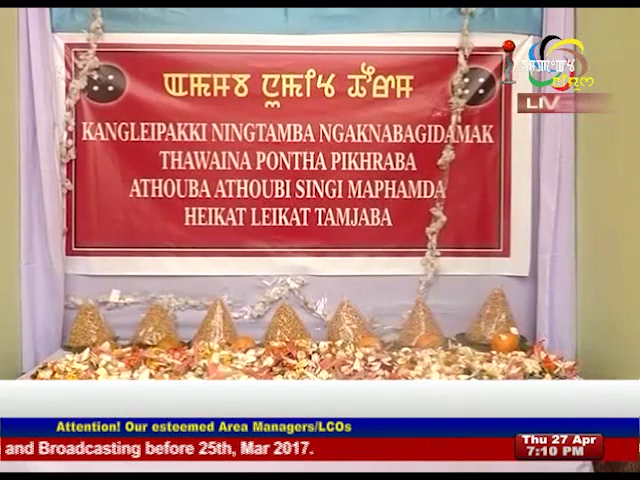 KANGLEIPAKKI NINGTAMBA NGAKNABAGIDAMAK
THAWAINA PONTHA PIKHRABA
ATHOUBA ATHOUBI SINGI MAPHAMDA
HEIKAT LEIKAT TAMJABA
LIV
Attention! Our esteemed Area Managers/LCOs
and Broadcasting before 25th, Mar 2017.
Thu 27 Apr
7:10 PM